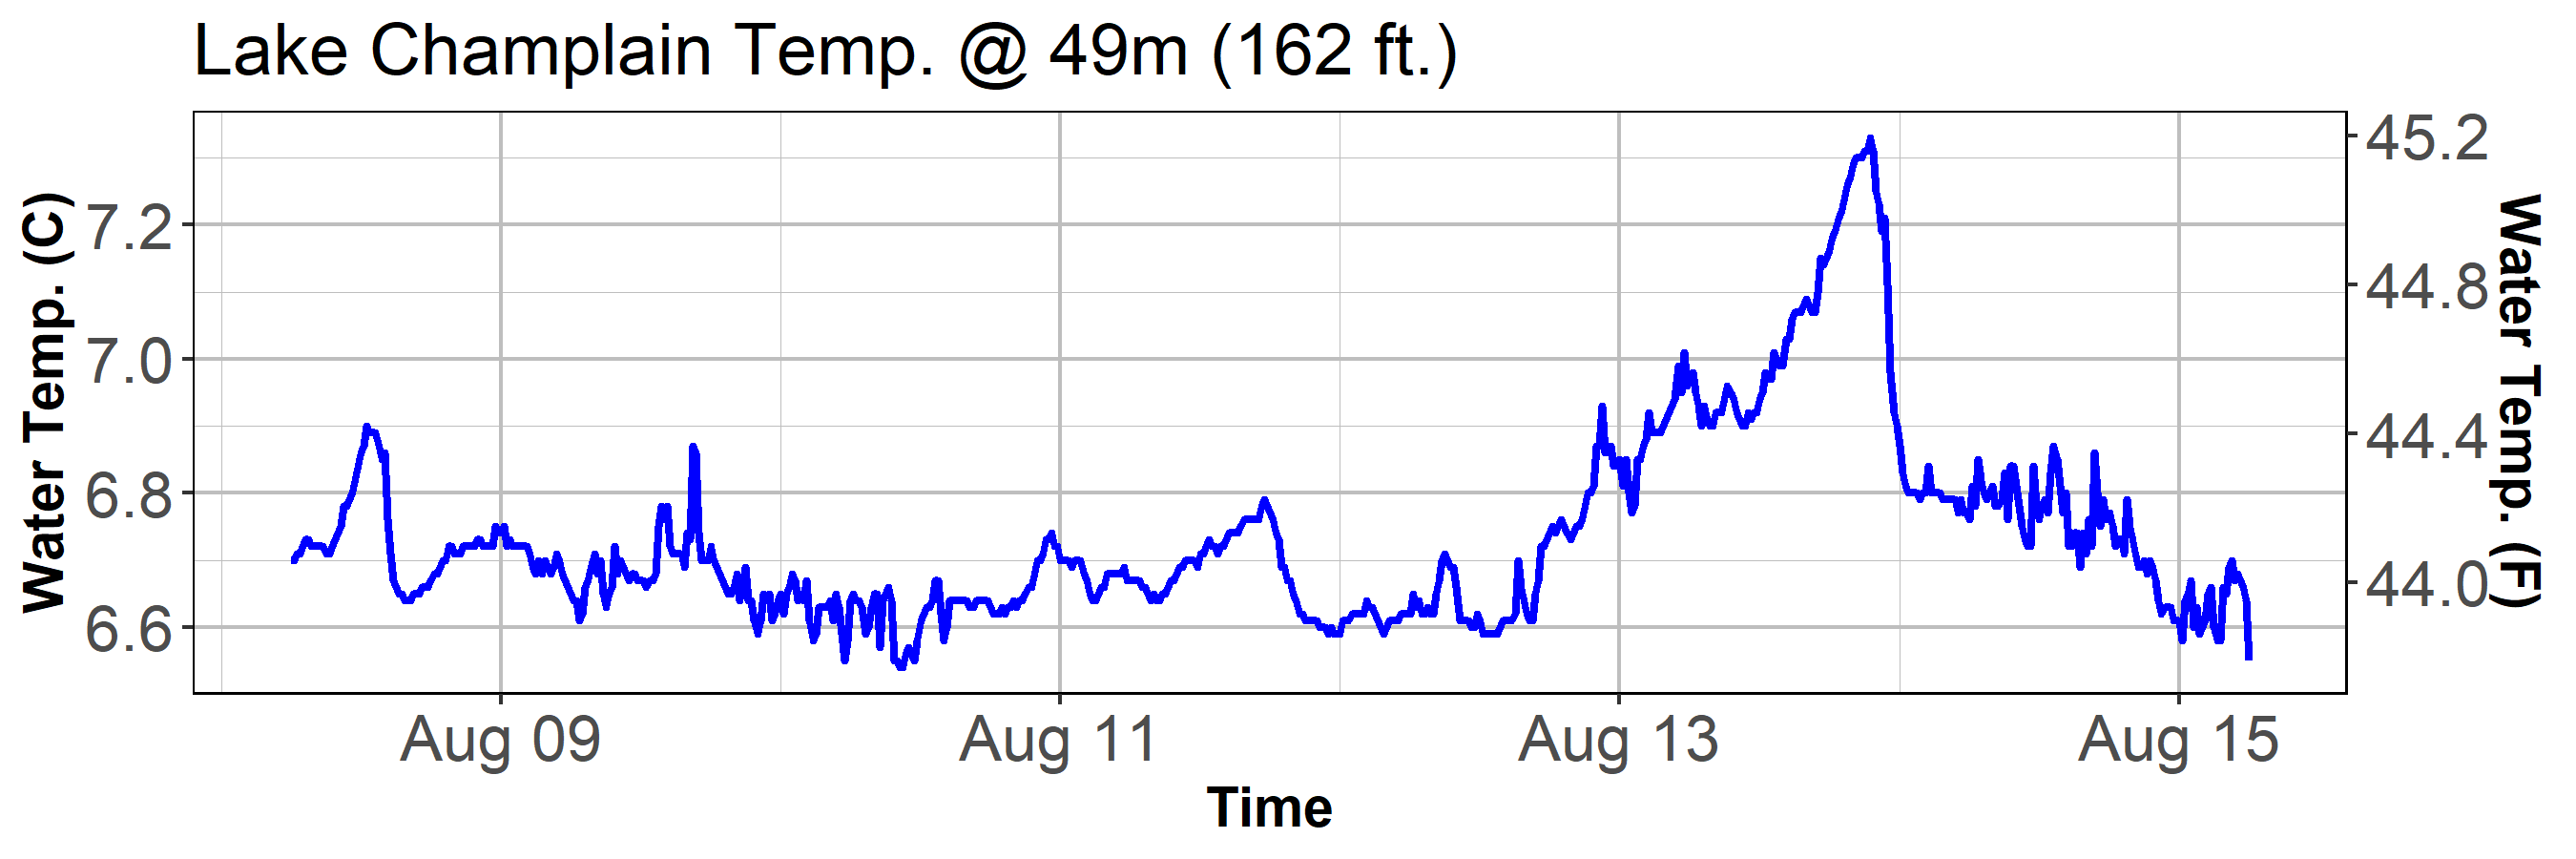 Lake Champlain Temp. @ 49m (162 ft.)
Water Temp. (C)
7.2
7.0
6.8
6.6
45.2
44.8
44.4
44.0
Water Temp. (F)
Aug 09
Aug 11
Aug 13
Aug 15
Time